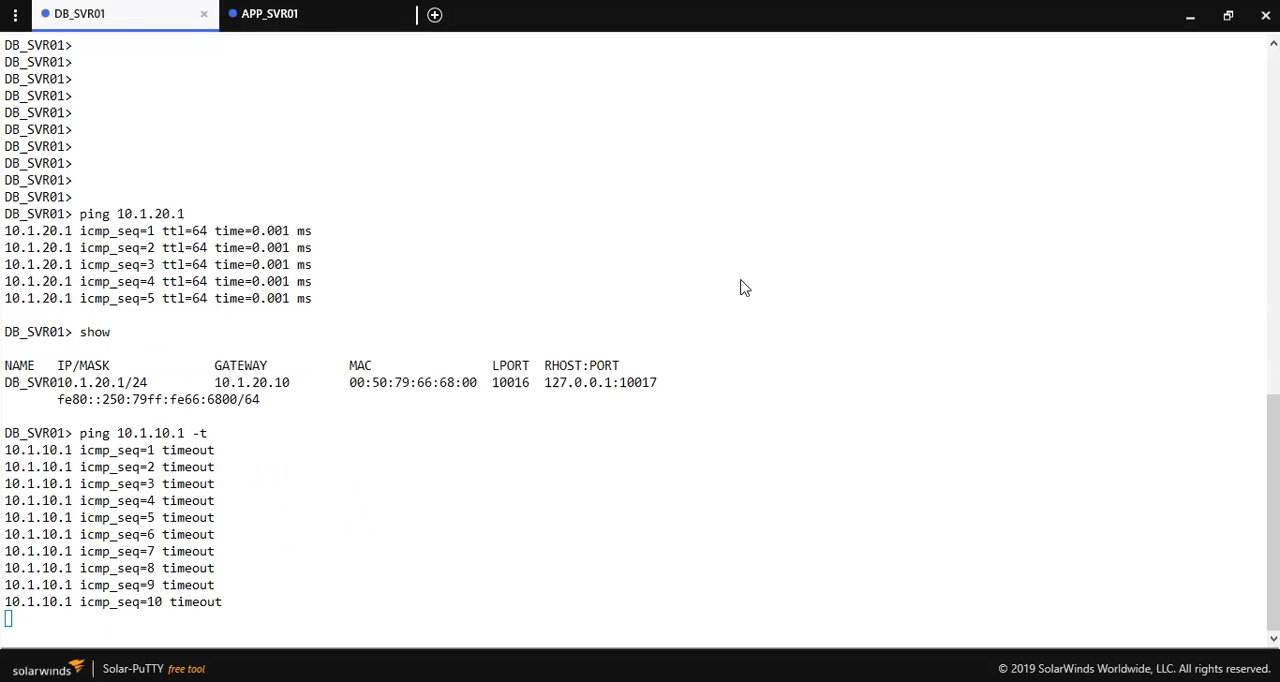 DB_SVR01
APP_SVR01
DB_SVR01>
DB_SVR01>
DB_SVR01>
DB_SVR01>
DB_SVR01>
DB_SVR01>
DB_SVR01>
DB_SVR01>
DB_SVR01>
DB_SVR01>
DB_SVR01> ping 10.1.20.1
10.1.20.1 icmp_seq=1 ttl=64 time=0.001 ms
10.1.20.1 icmp_seq=2 ttl=64 time=0.001 ms
10.1.20.1 icmp_seq=3 ttl=64 time=0.001 ms
10.1.20.1 icmp_seq=4 ttl=64 time=0.001 ms
10.1.20.1 icmp_seq=5 ttl=64 time=0.001 ms
DB_SVR01> show
NAME IP/MASK GATEWAY MAC LPORT RHOST:PORT
DB_SVR010.1.20.1/24 10.1.20.10 00:50:79:66:68:00 10016 127.0.0.1:10017
fe80::250:79ff:fe66:6800/64
DB_SVR01> ping 10.1.10.1 -t
10.1.10.1 icmp_seq=1 timeout
10.1.10.1 icmp_seq=2 timeout
10.1.10.1 icmp_seq=3 timeout
10.1.10.1 icmp_seq=4 timeout
10.1.10.1 icmp_seq=5 timeout
10.1.10.1 icmp_seq=6 timeout
10.1.10.1 icmp_seq=7 timeout
10.1.10.1 icmp_seq=8 timeout
10.1.10.1 icmp_seq=9 timeout
10.1.10.1 icmp_seq=10 timeout
solarwinds Solar-PuTTY free tool © 2019 SolarWinds Worldwide, LLC. All rights reserved.